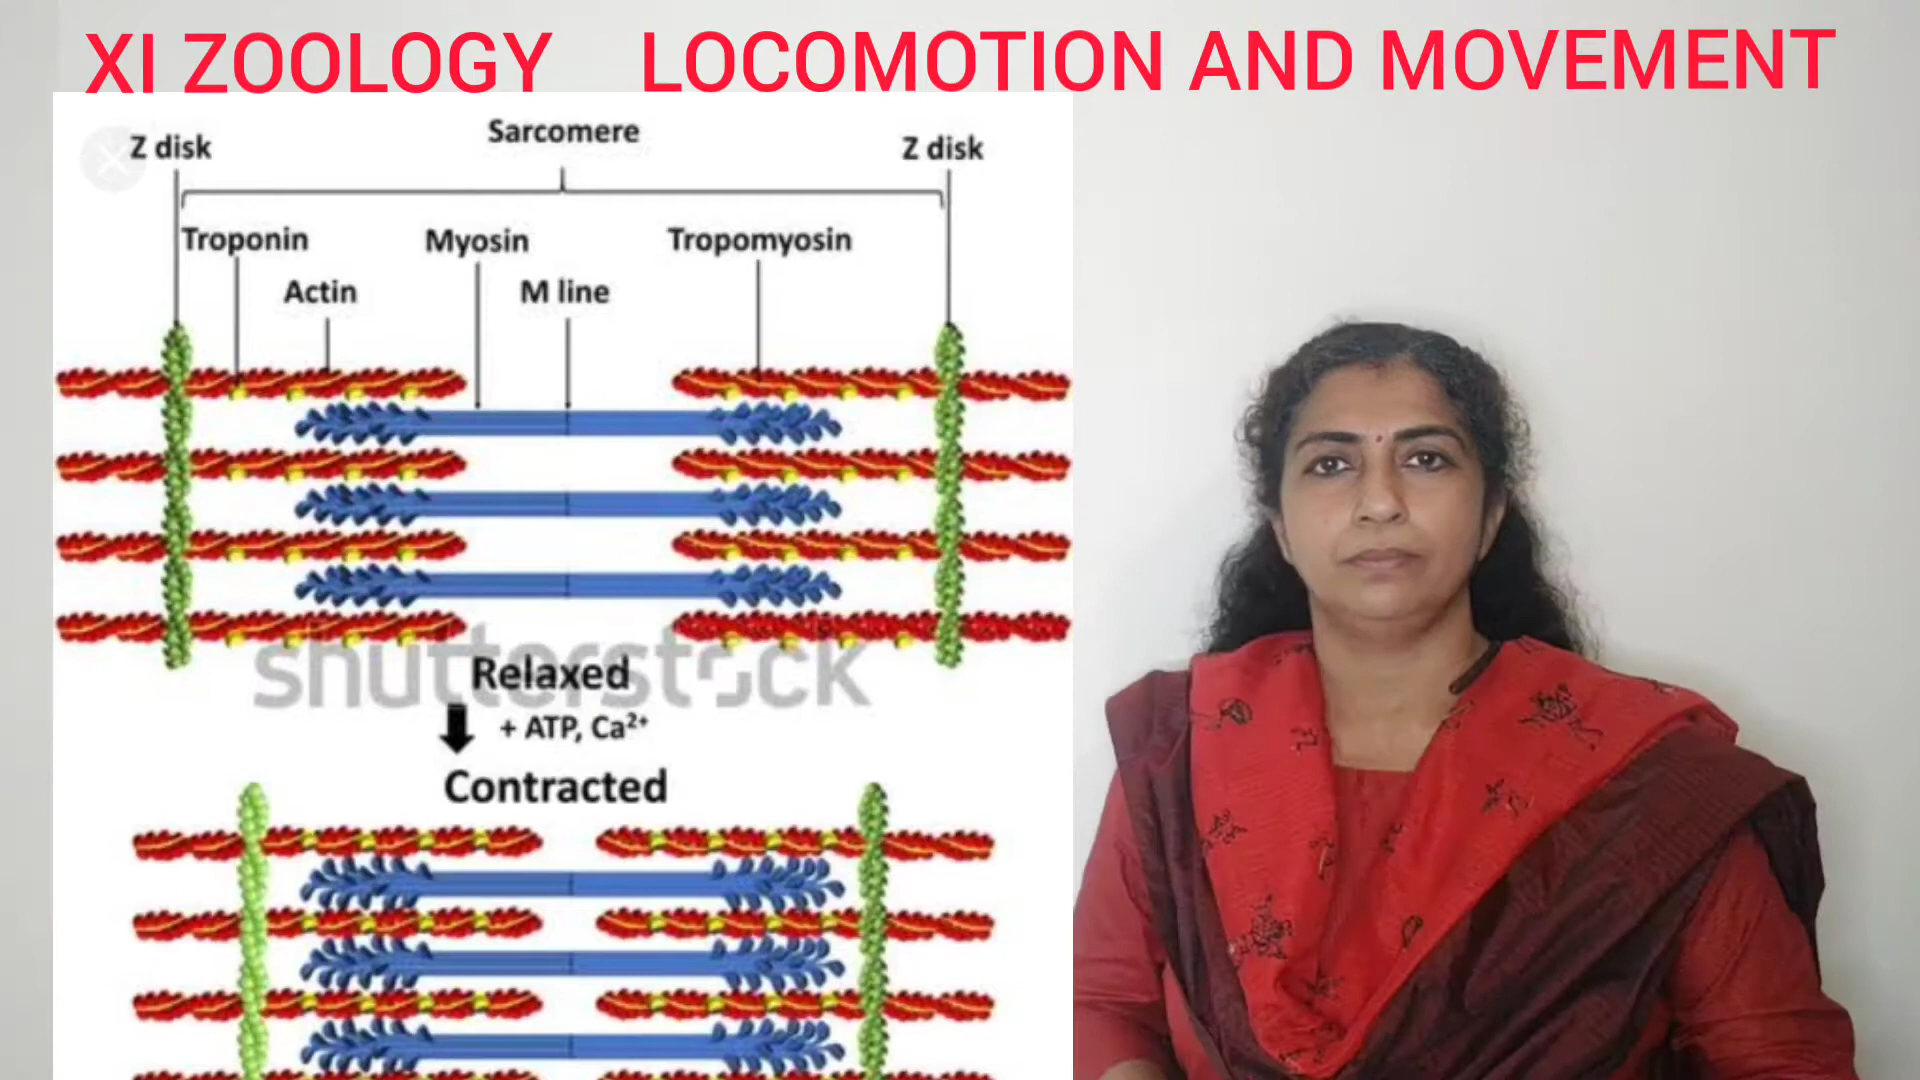 XI ZOOLOGY LOCOMOTION AND MOVEMENT
Sarcomere
Z disk Z disk
Troponin Myosin Tropomyosin
Actin M line
shutterstock
Relaxed
+ ATP, Ca²⁺
Contracted